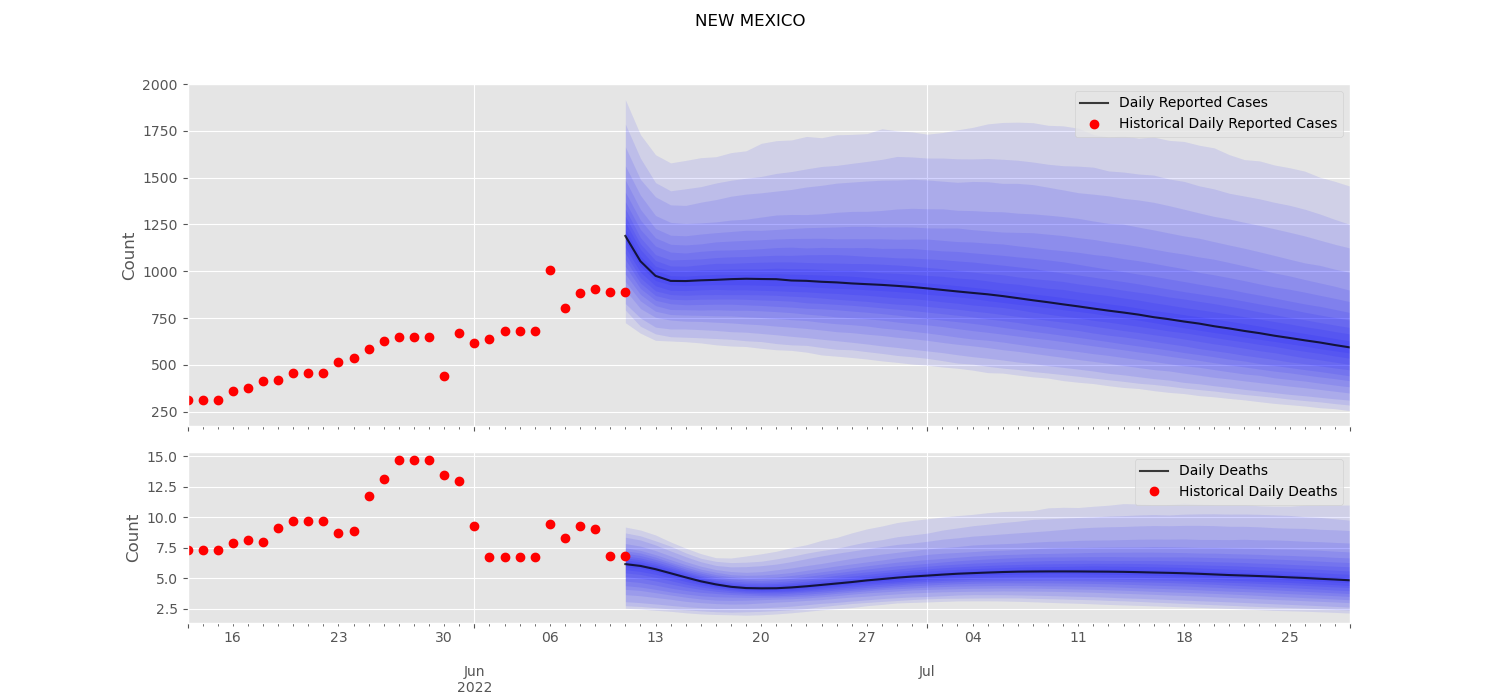 NEW MEXICO
2000
1750
1500
1250
1000
750
500
250
Count
Daily Reported Cases
Historical Daily Reported Cases
15.0
12.5
10.0
7.5
5.0
2.5
Count
Daily Deaths
Historical Daily Deaths
16 23 30 06 13 20 27 04 11 18 25
Jun Jul
2022